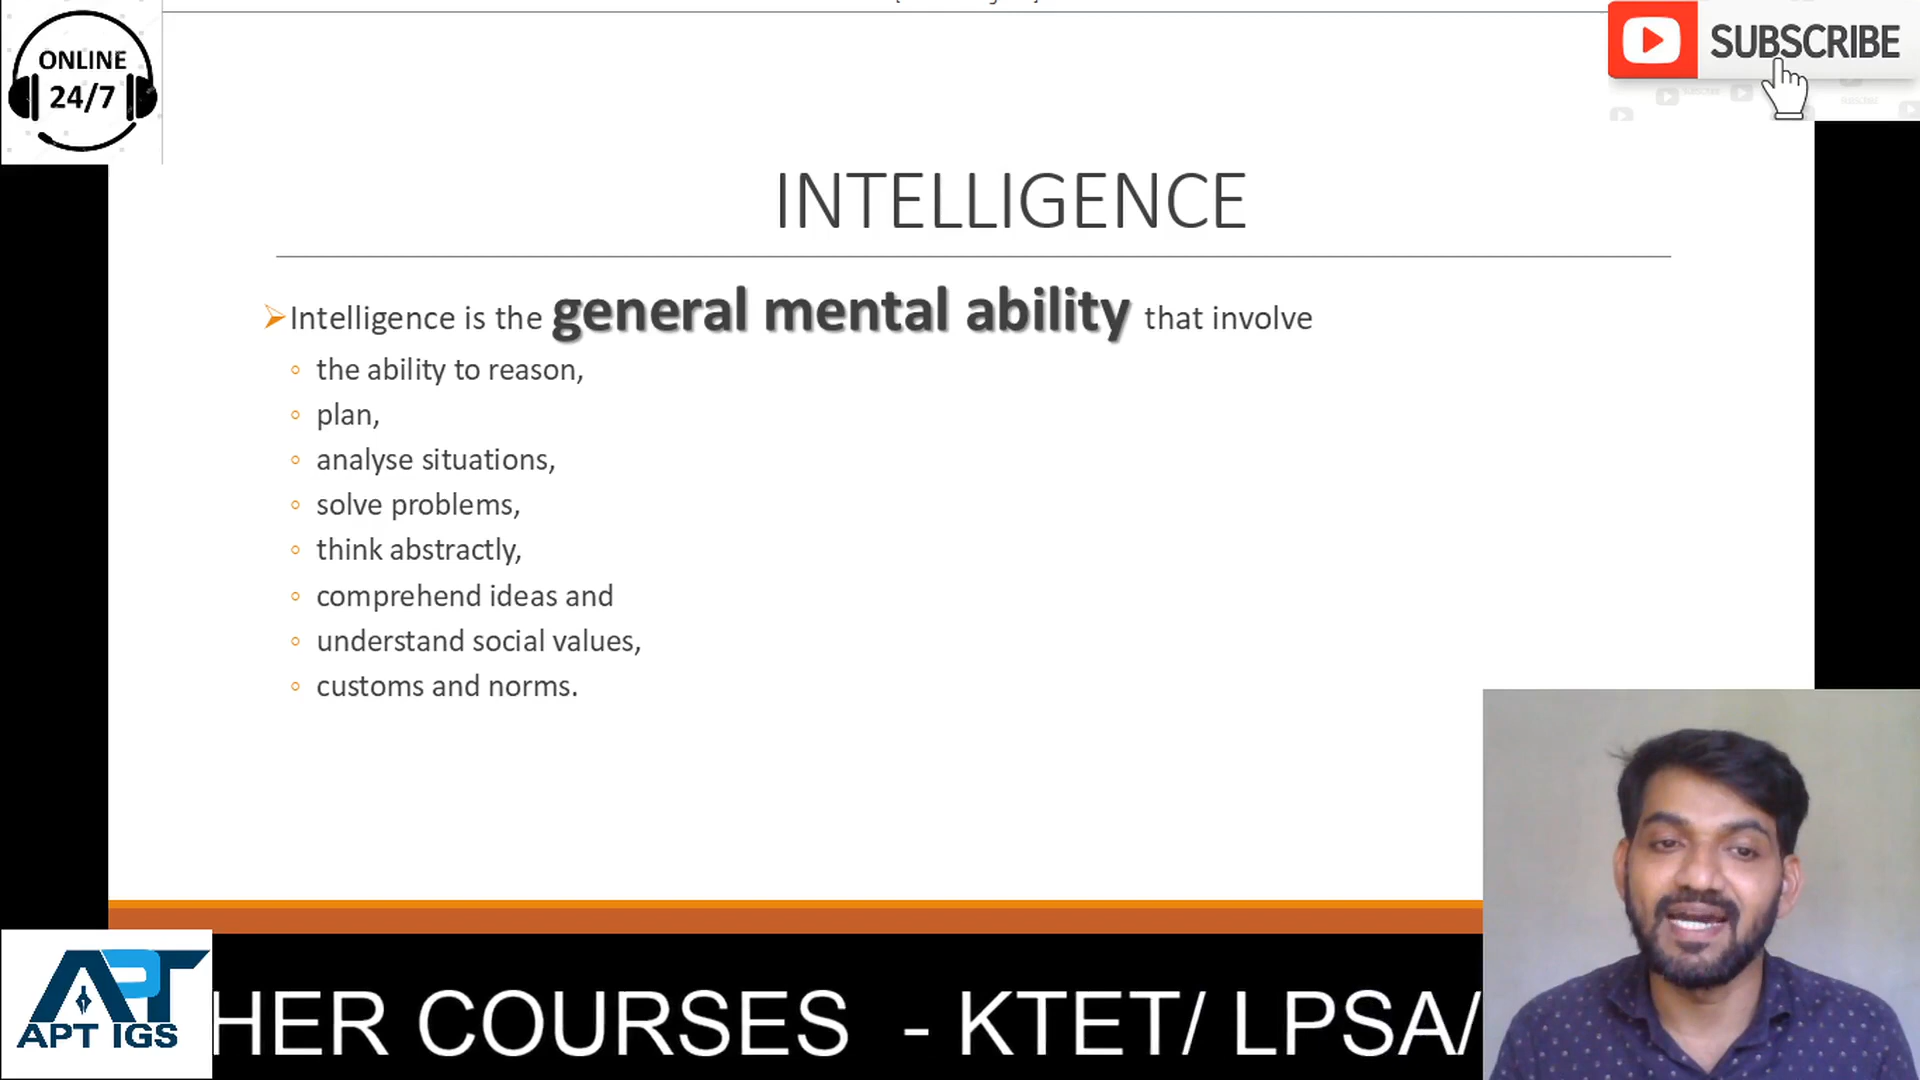 ONLINE
24/7
SUBSCRIBE
INTELLIGENCE
➢Intelligence is the general mental ability that involve
◦ the ability to reason,
◦ plan,
◦ analyse situations,
◦ solve problems,
◦ think abstractly,
◦ comprehend ideas and
◦ understand social values,
◦ customs and norms.
APT
APT IGS
HER COURSES - KTET/ LPSA/